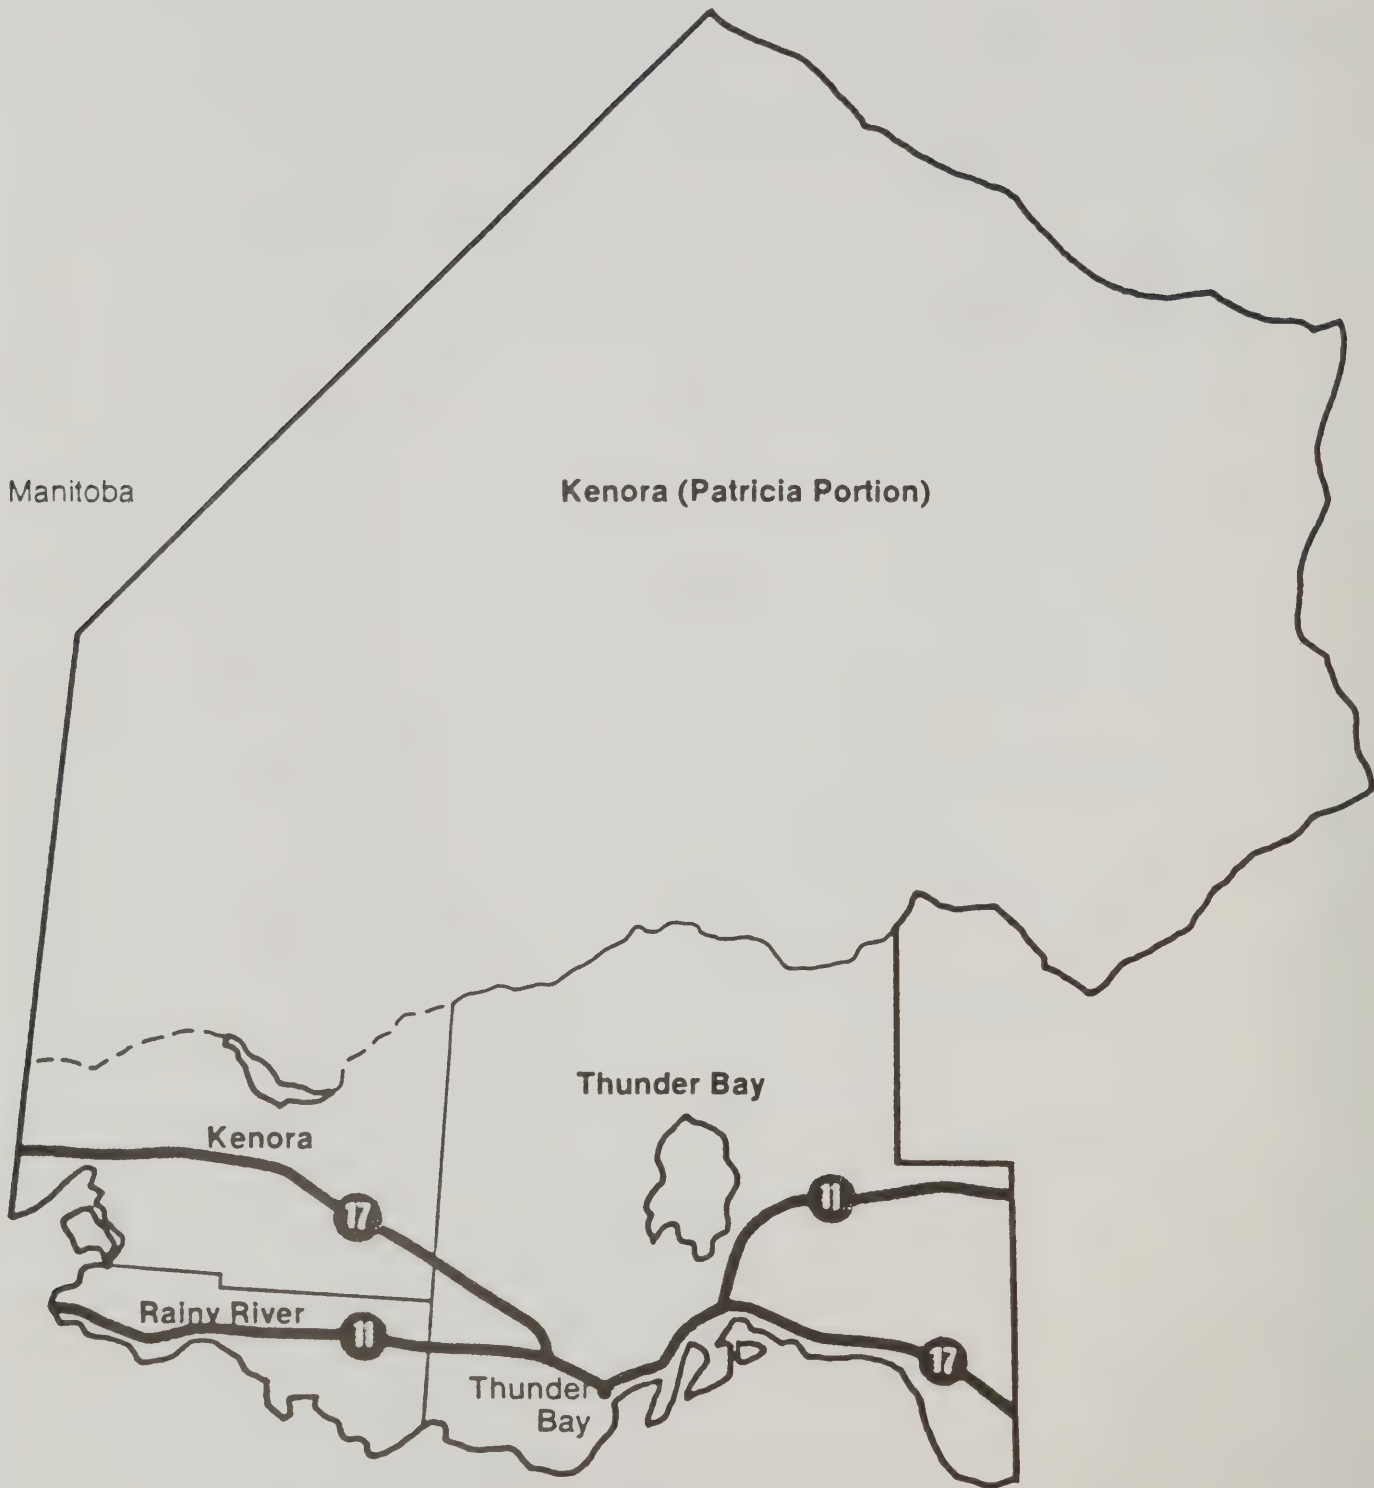 Manitoba
Kenora (Patricia Portion)
Thunder Bay
Kenora
17
11
Rainy River
11
17
Thunder
Bay